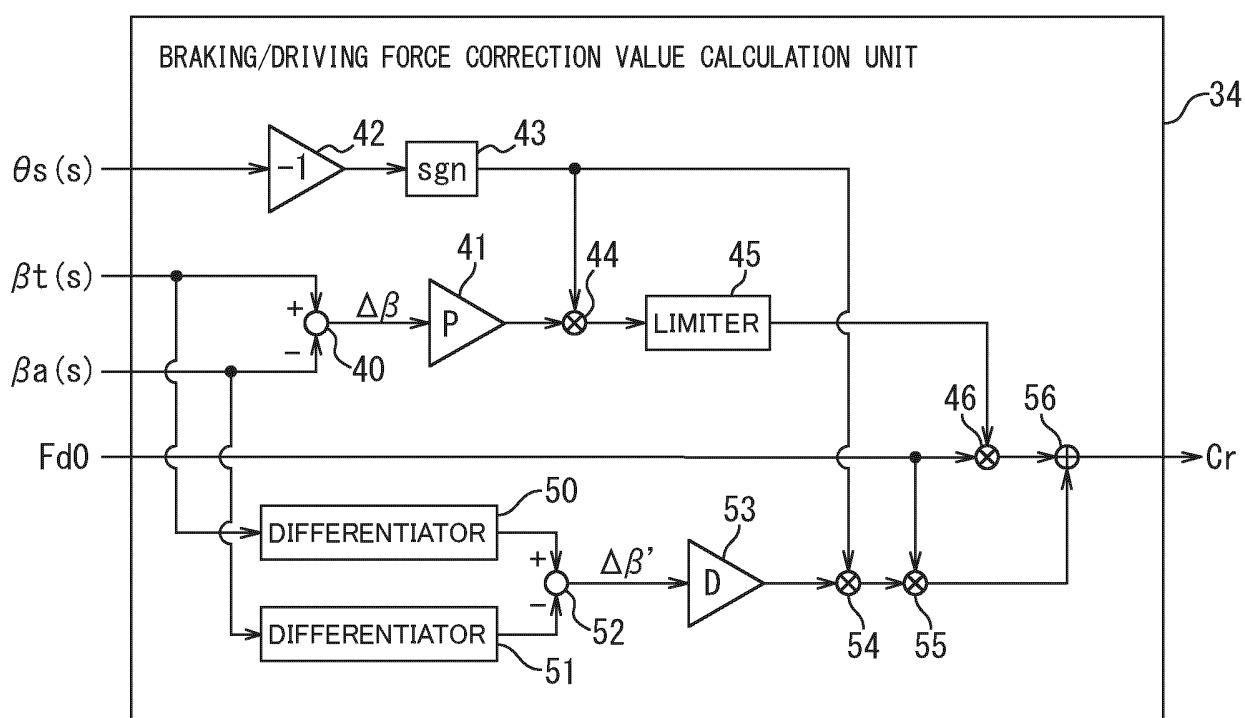 BRAKING/DRIVING FORCE CORRECTION VALUE CALCULATION UNIT
34
42
43
θs(s)
-1
sgn
βt(s)
41
44
45
+
Δβ
P
LIMITER
-
40
βa(s)
46
56
Fd0
Cr
50
DIFFERENTIATOR
53
+
Δβ'
D
-
52
DIFFERENTIATOR
54
55
51